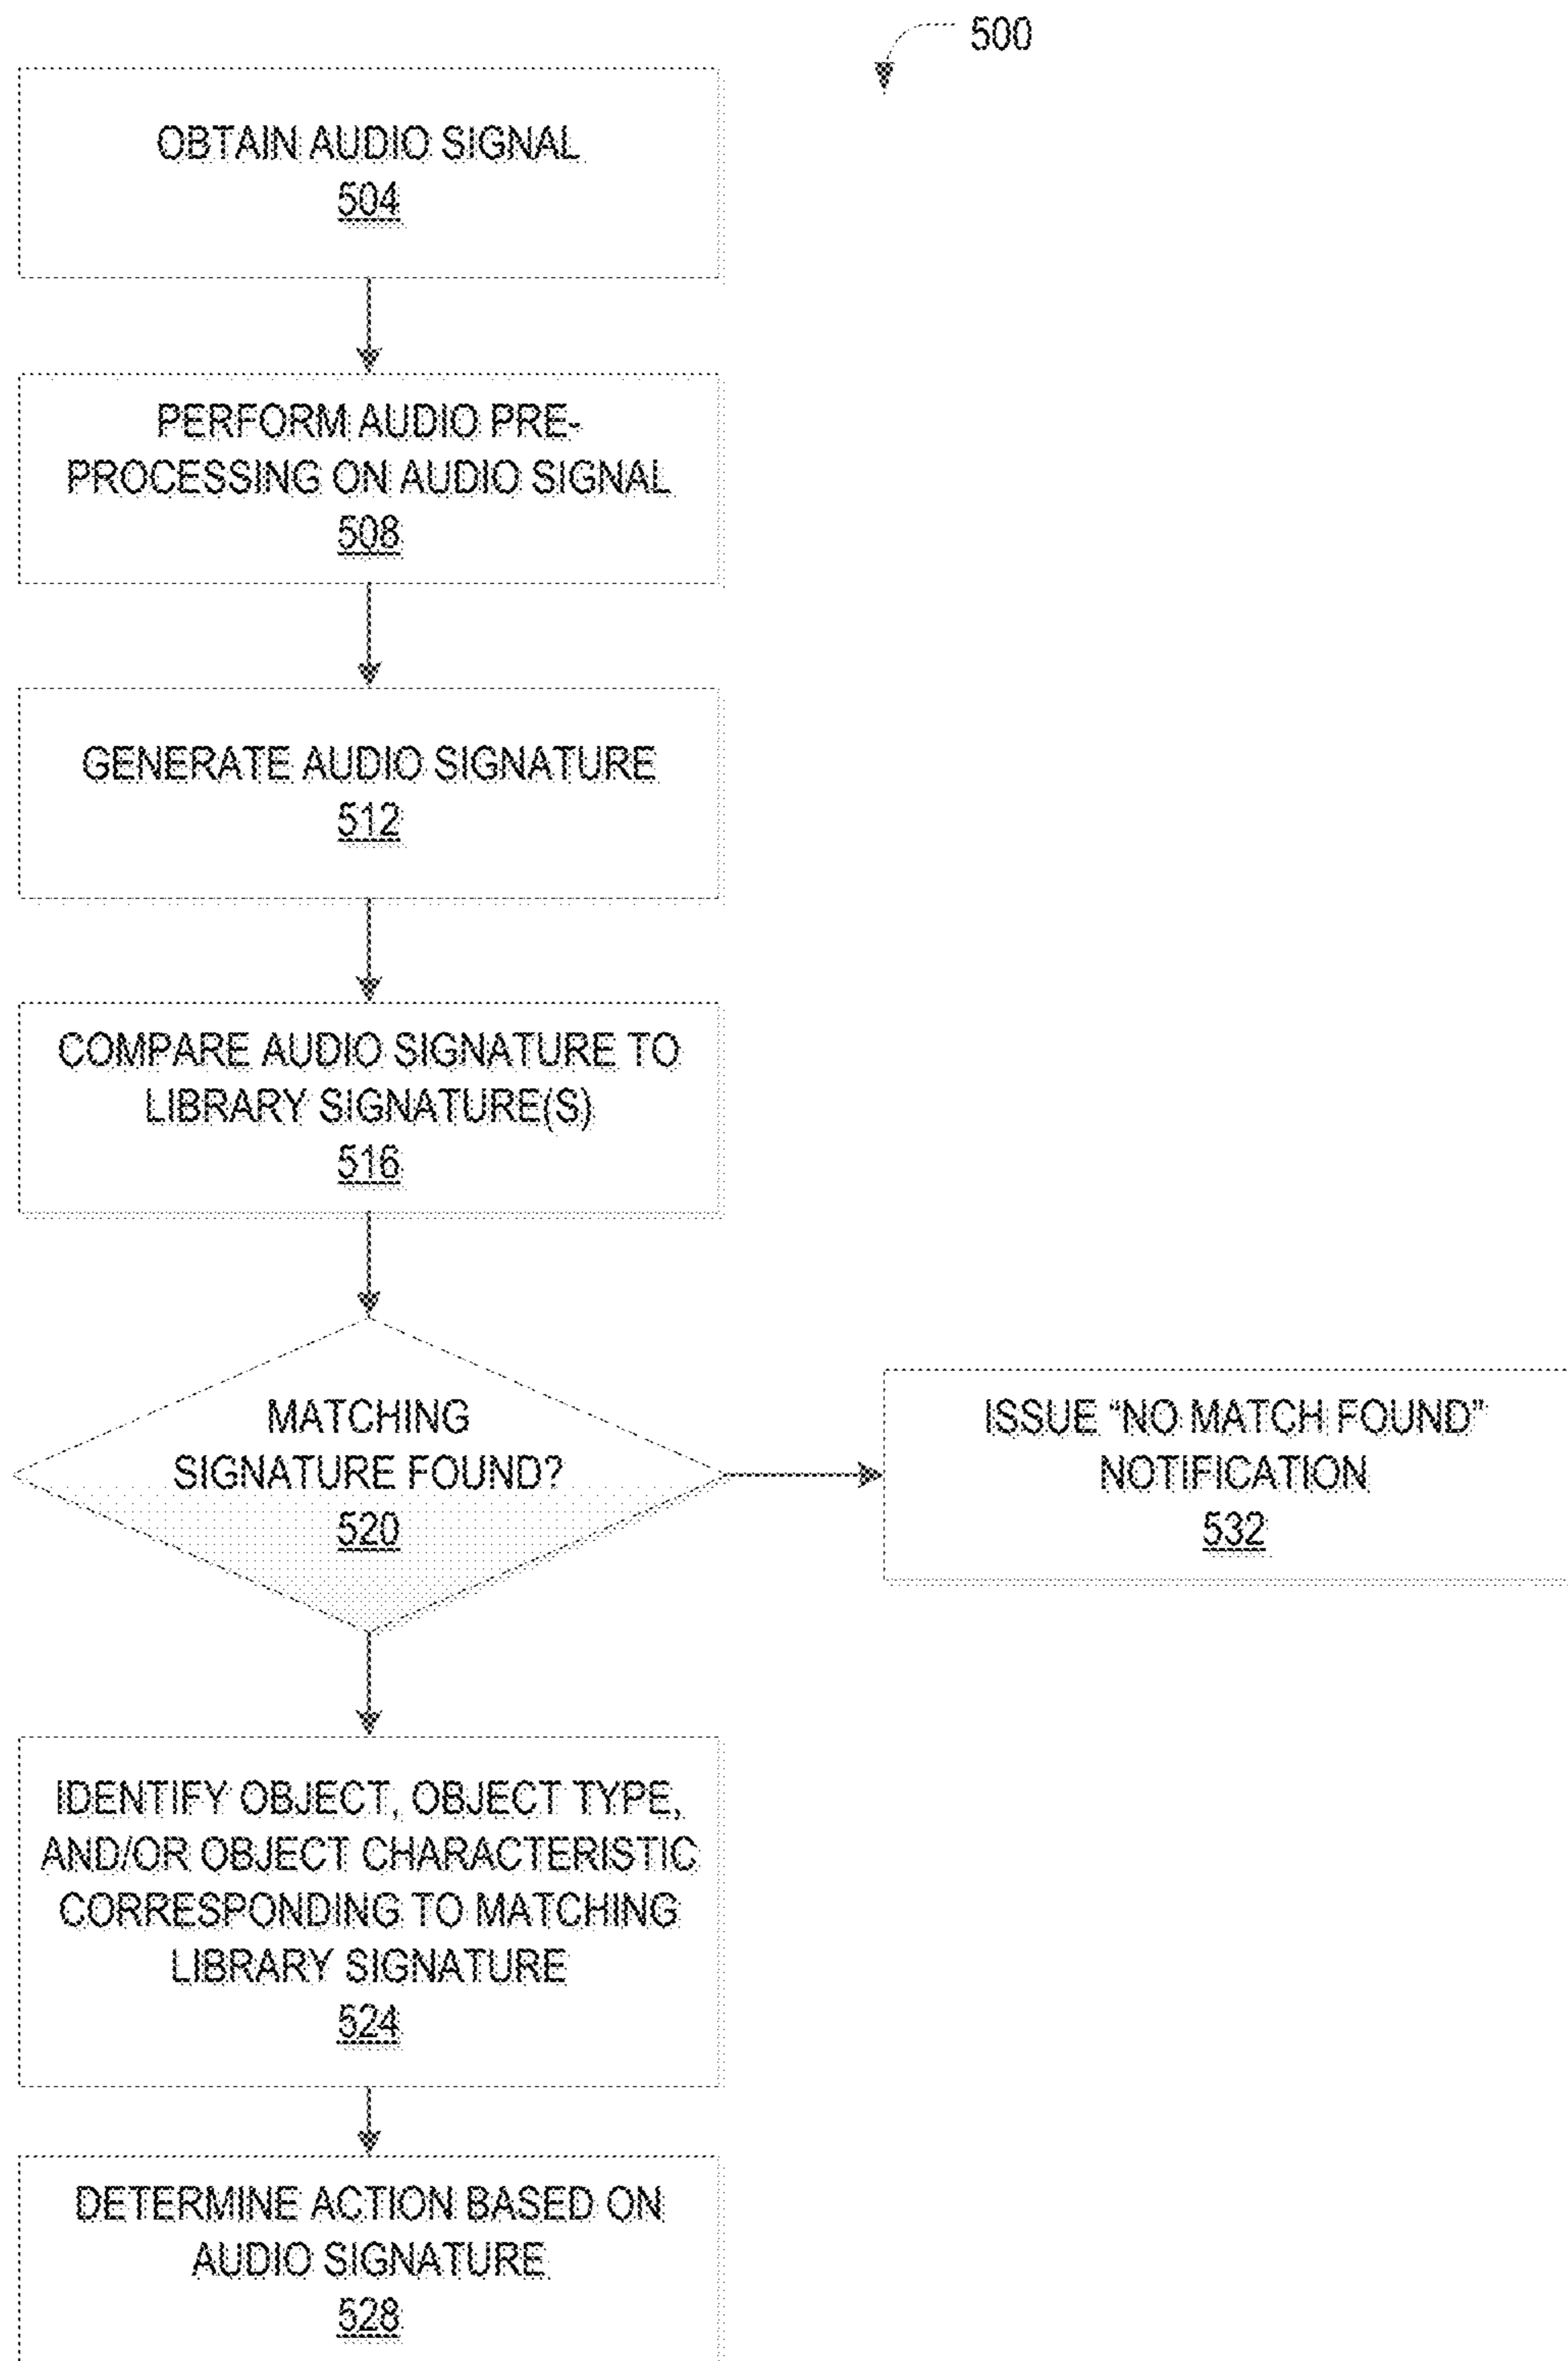 500
OBTAIN AUDIO SIGNAL
504
PERFORM AUDIO PRE-
PROCESSING ON AUDIO SIGNAL
508
GENERATE AUDIO SIGNATURE
512
COMPARE AUDIO SIGNATURE TO
LIBRARY SIGNATURE(S)
516
MATCHING
SIGNATURE FOUND?
520
ISSUE “NO MATCH FOUND”
NOTIFICATION
532
IDENTIFY OBJECT, OBJECT TYPE,
AND/OR OBJECT CHARACTERISTIC
CORRESPONDING TO MATCHING
LIBRARY SIGNATURE
524
DETERMINE ACTION BASED ON
AUDIO SIGNATURE
528